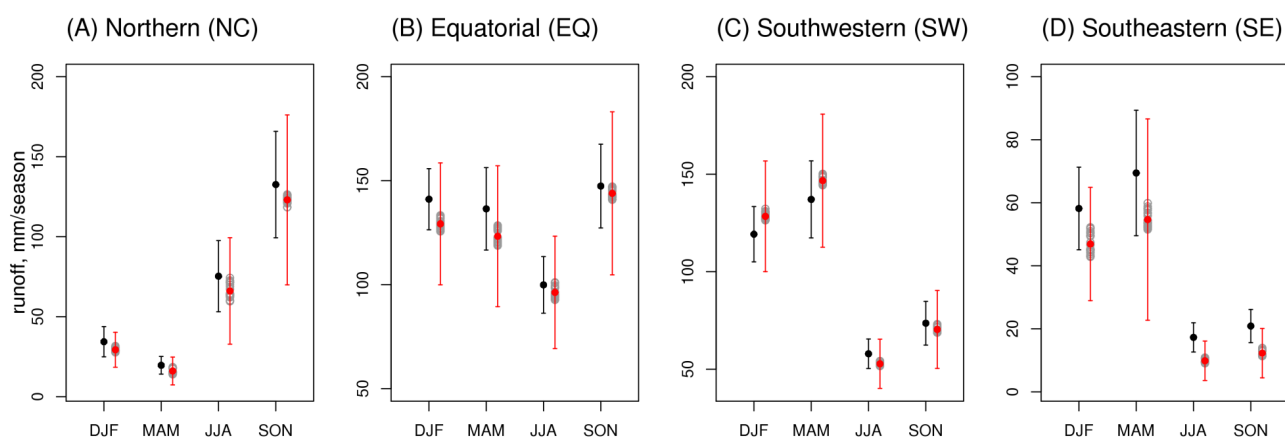 (A) Northern (NC)
(B) Equatorial (EQ)
(C) Southwestern (SW)
(D) Southeastern (SE)
runoff, mm/season
200
150
100
50
0
DJF MAM JJA SON
200
150
100
50
DJF MAM JJA SON
200
150
100
50
DJF MAM JJA SON
100
80
60
40
20
0
DJF MAM JJA SON